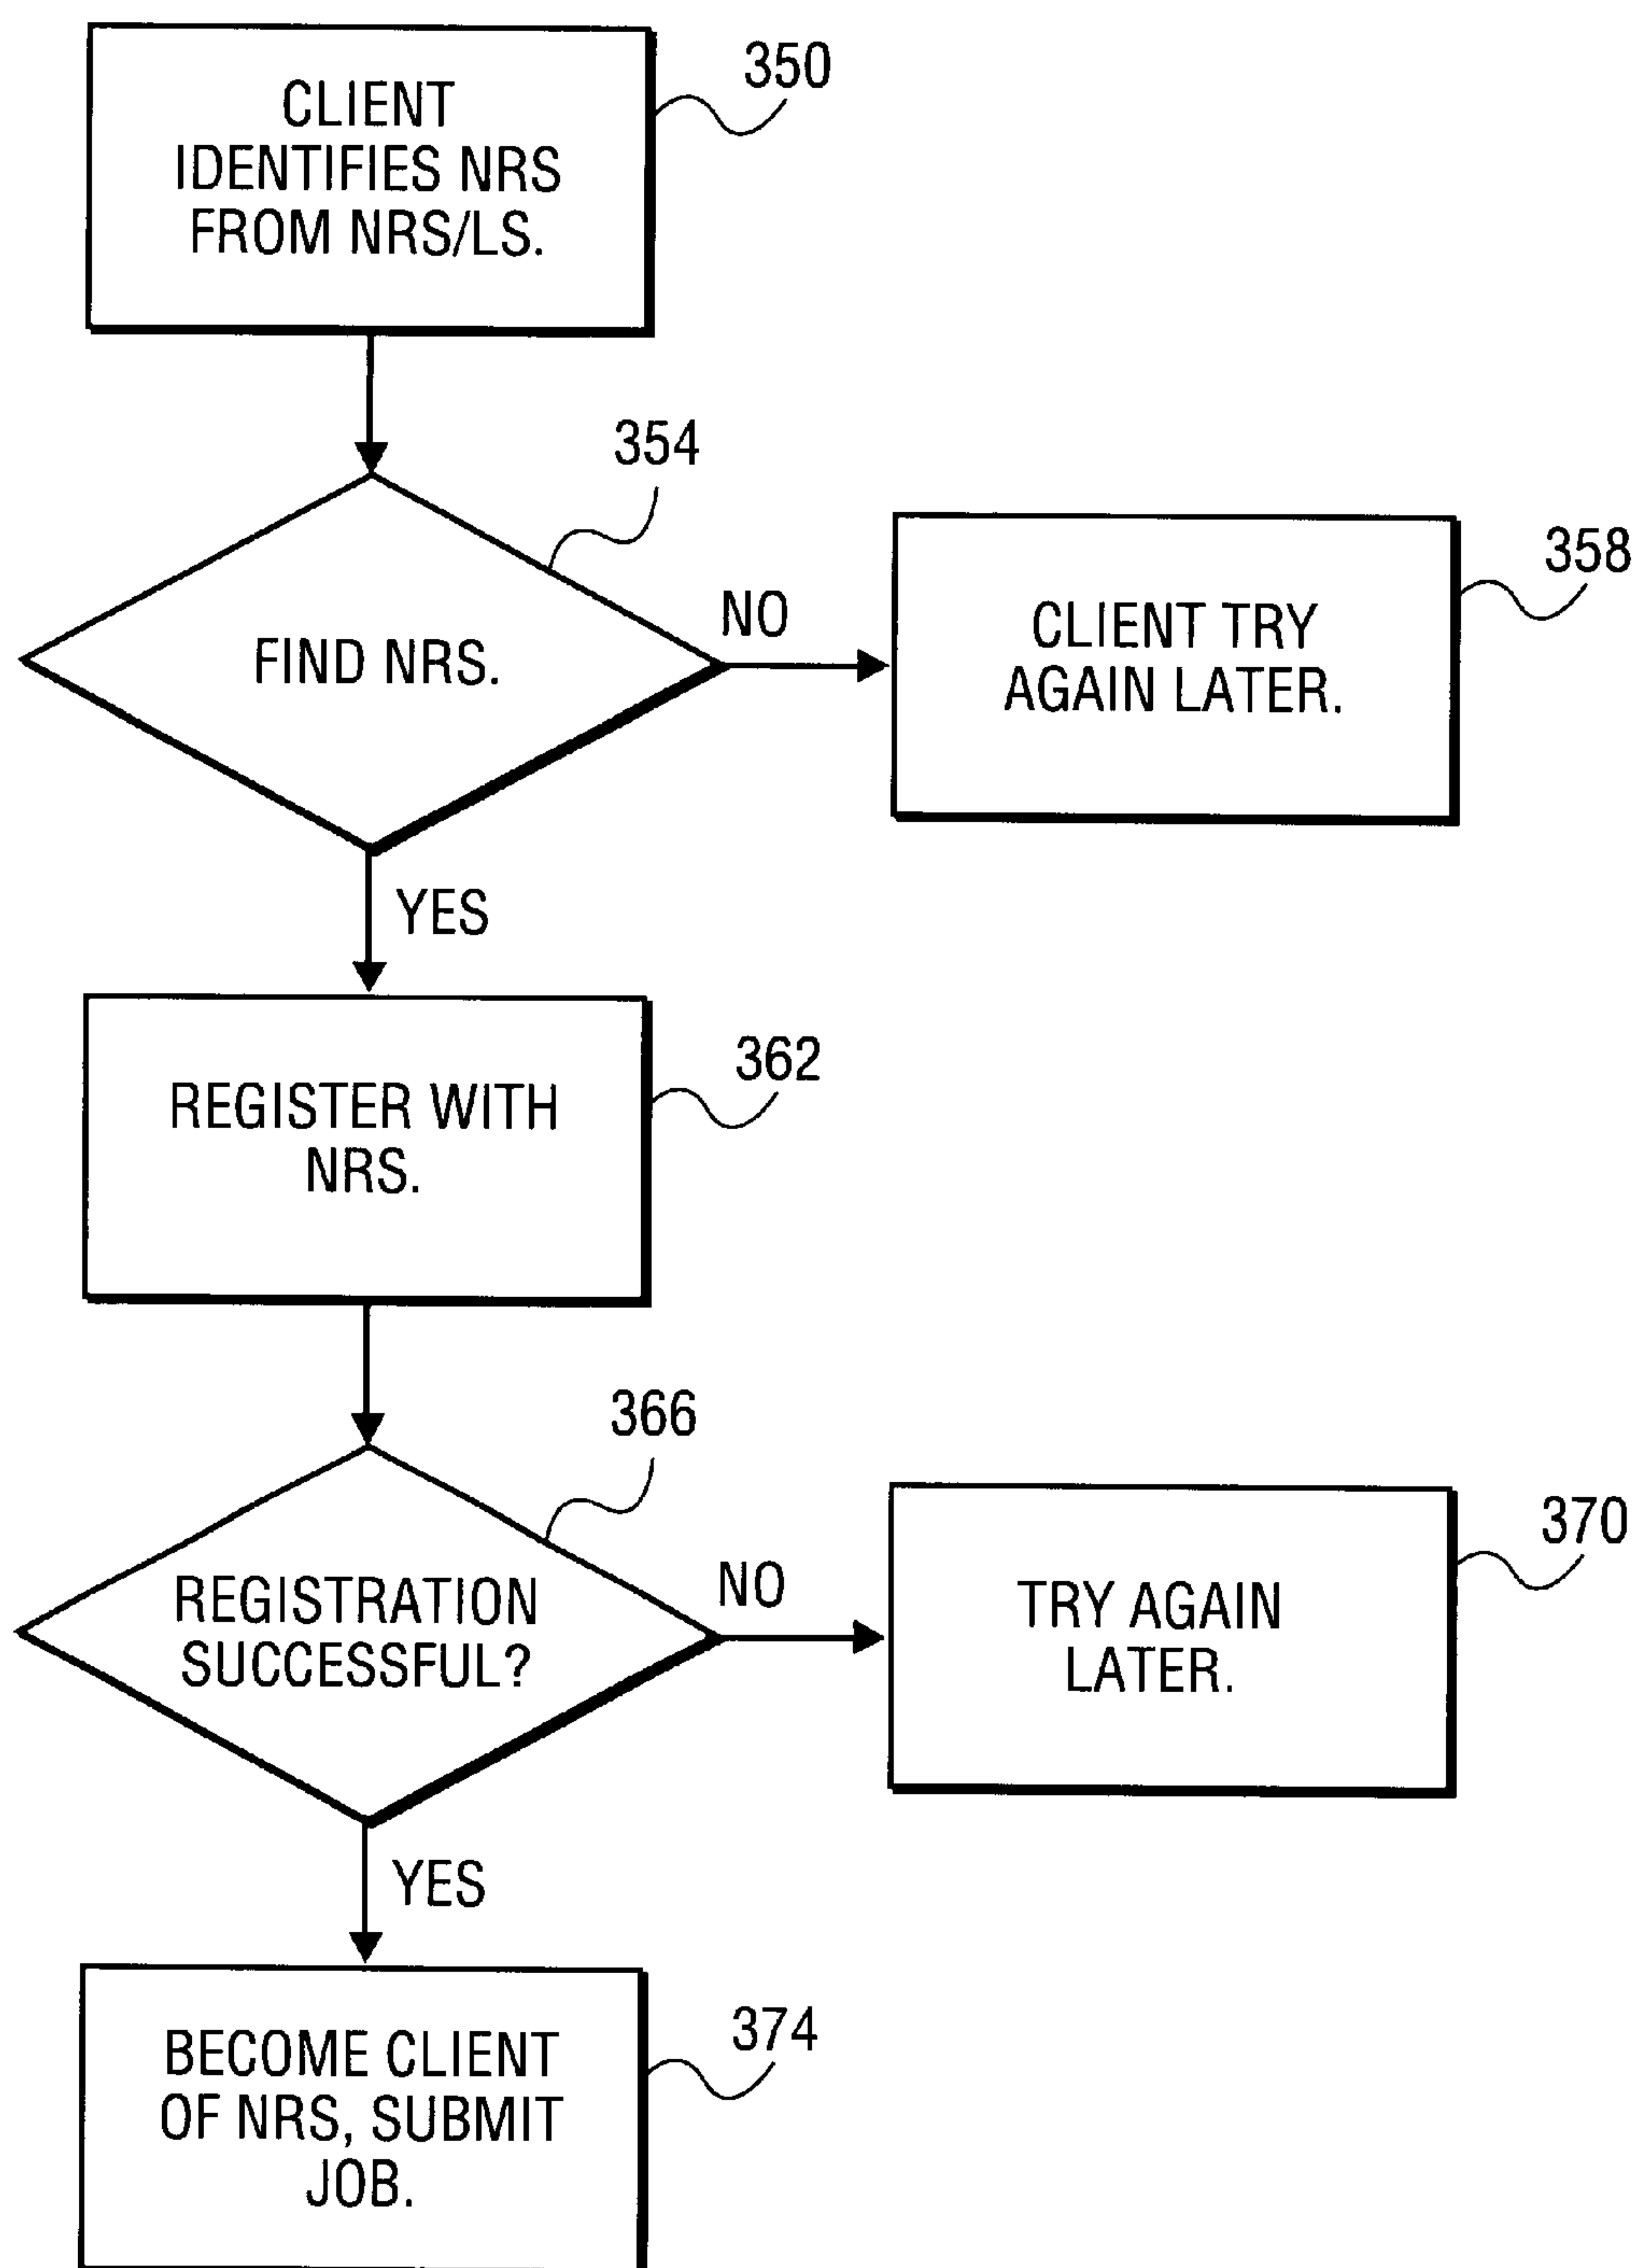 350
CLIENT
IDENTIFIES NRS
FROM NRS/LS.
354
FIND NRS.
NO
358
CLIENT TRY
AGAIN LATER.
YES
362
REGISTER WITH
NRS.
366
REGISTRATION
SUCCESSFUL?
NO
370
TRY AGAIN
LATER.
YES
374
BECOME CLIENT
OF NRS, SUBMIT
JOB.